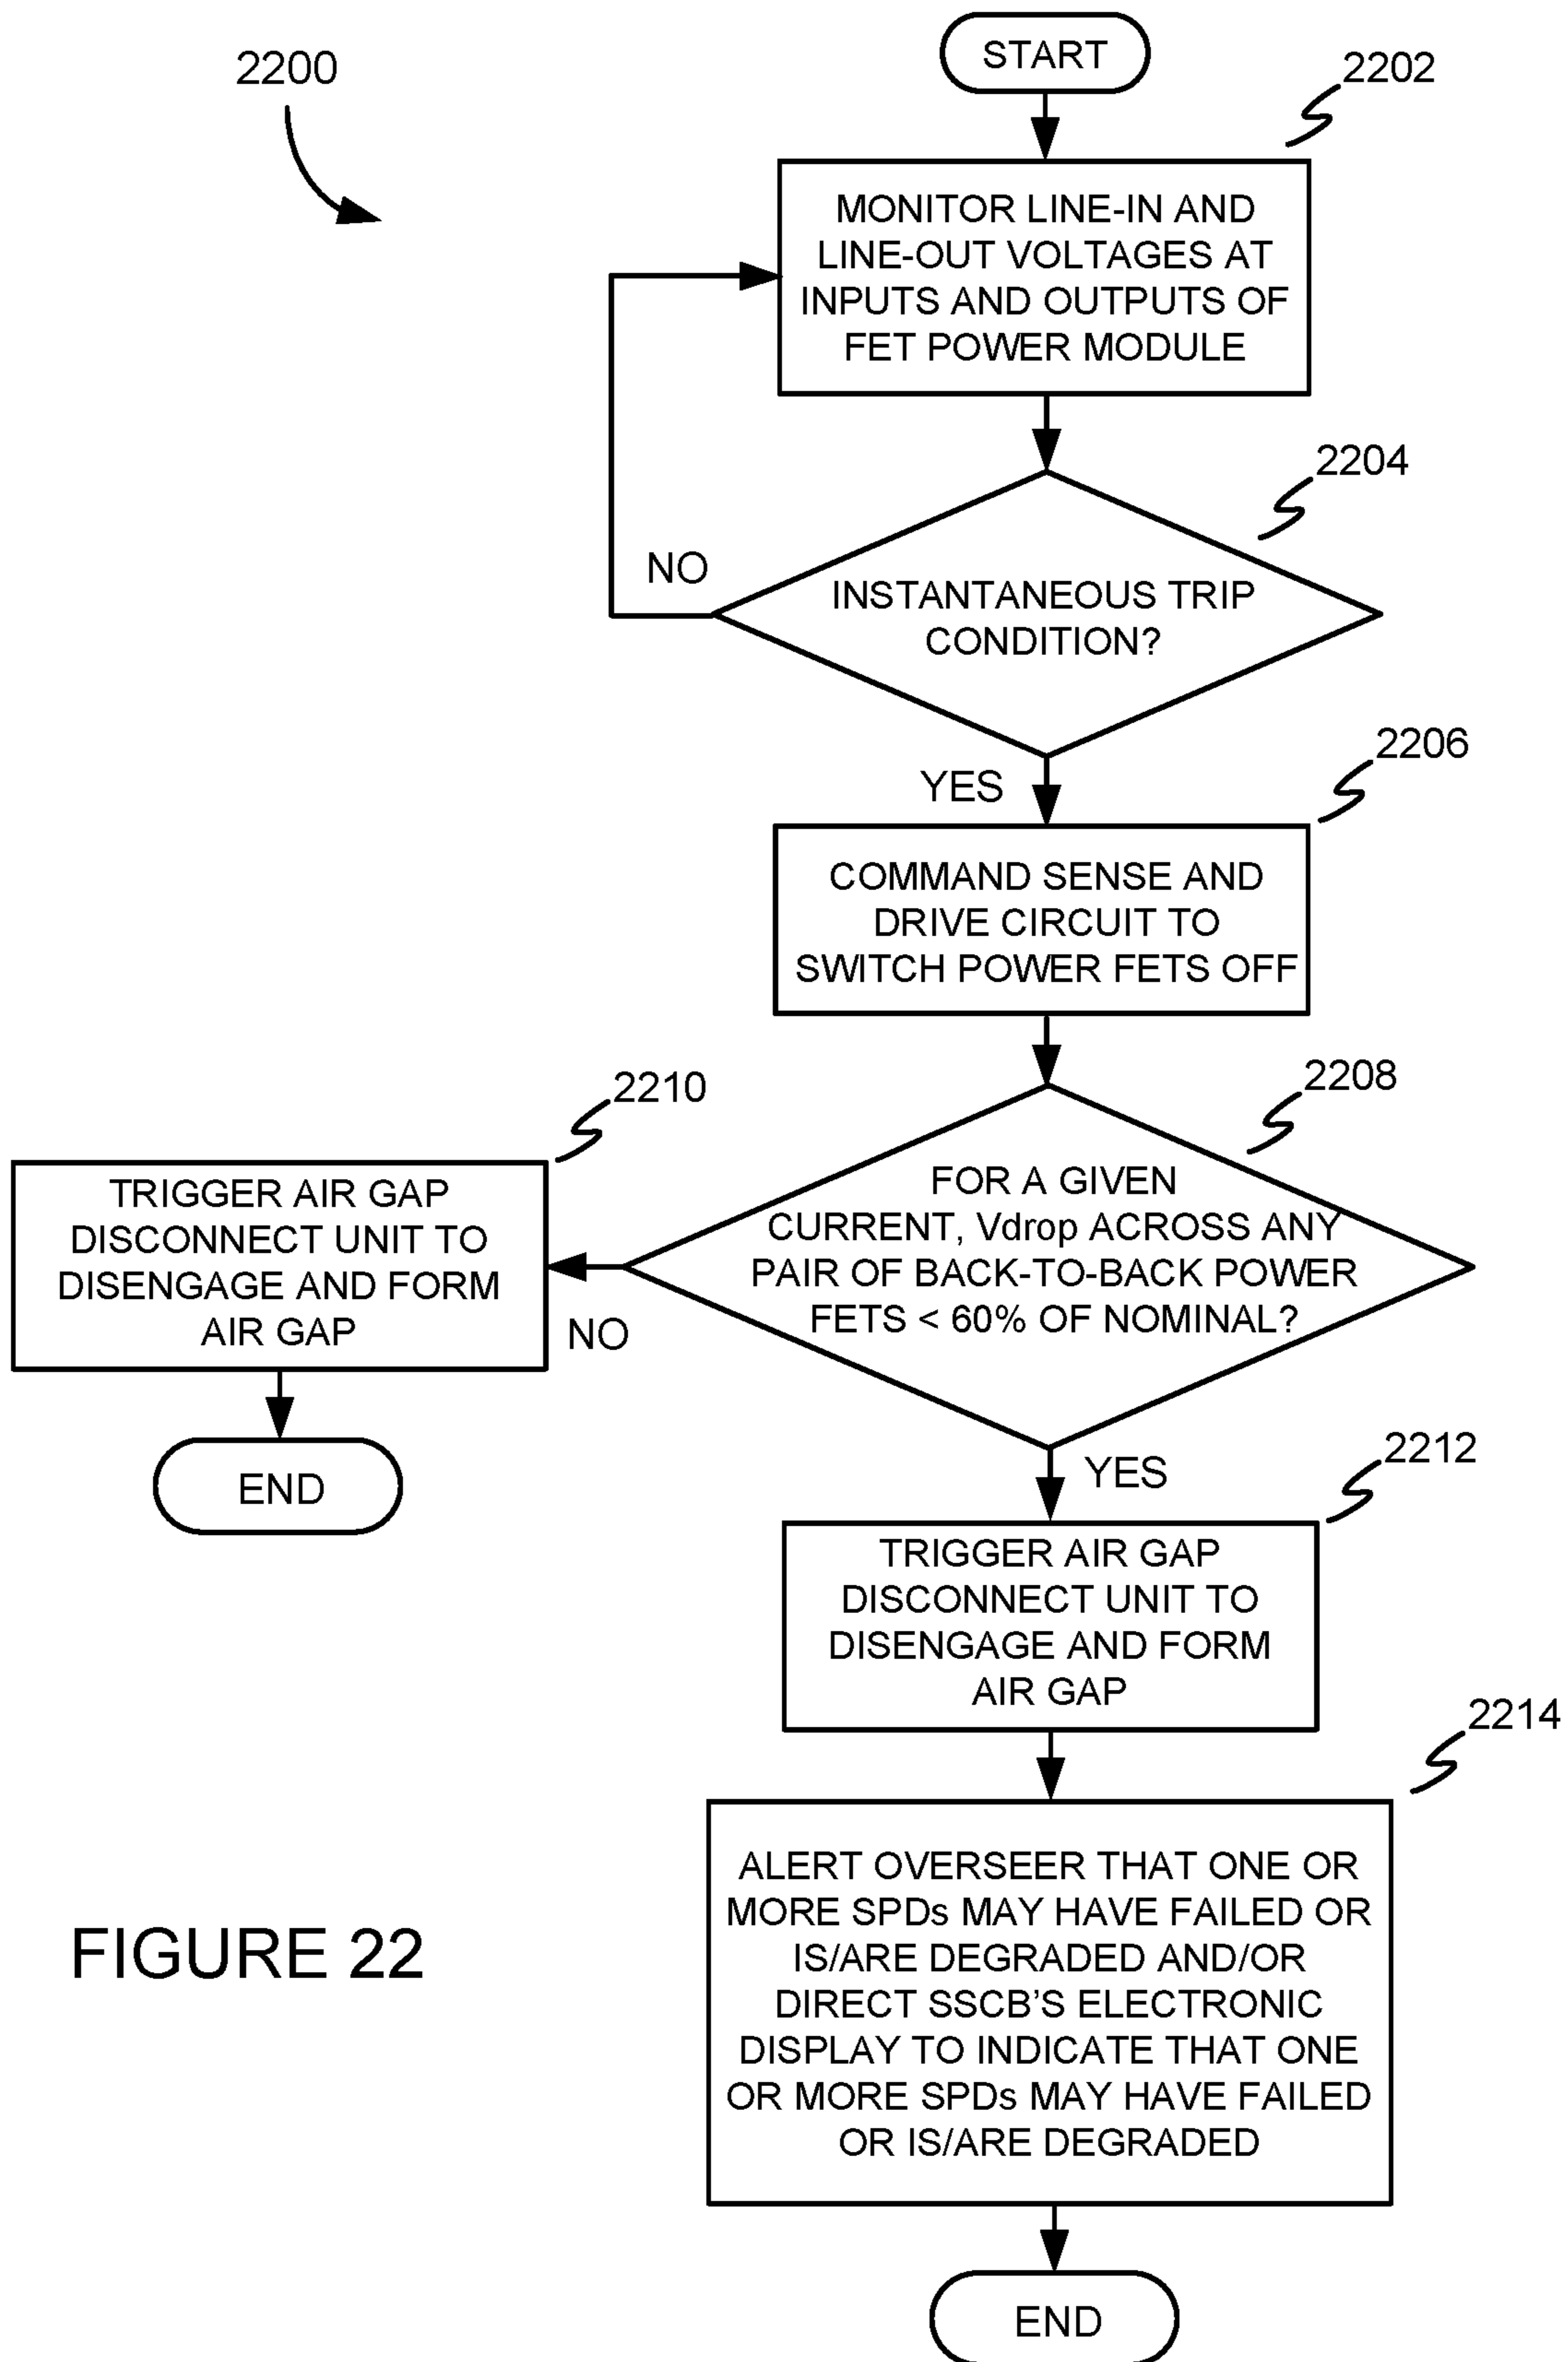 START
2200
2202
MONITOR LINE-IN AND
LINE-OUT VOLTAGES AT
INPUTS AND OUTPUTS OF
FET POWER MODULE
2204
NO
INSTANTANEOUS TRIP
CONDITION?
2206
YES
COMMAND SENSE AND
DRIVE CIRCUIT TO
SWITCH POWER FETS OFF
2208
2210
FOR A GIVEN
CURRENT, Vdrop ACROSS ANY
PAIR OF BACK-TO-BACK POWER
FETS < 60% OF NOMINAL?
TRIGGER AIR GAP
DISCONNECT UNIT TO
DISENGAGE AND FORM
AIR GAP
NO
END
YES
2212
TRIGGER AIR GAP
DISCONNECT UNIT TO
DISENGAGE AND FORM
AIR GAP
2214
ALERT OVERSEER THAT ONE OR
MORE SPDs MAY HAVE FAILED OR
IS/ARE DEGRADED AND/OR
DIRECT SSCB'S ELECTRONIC
DISPLAY TO INDICATE THAT ONE
OR MORE SPDs MAY HAVE FAILED
OR IS/ARE DEGRADED
FIGURE 22
END